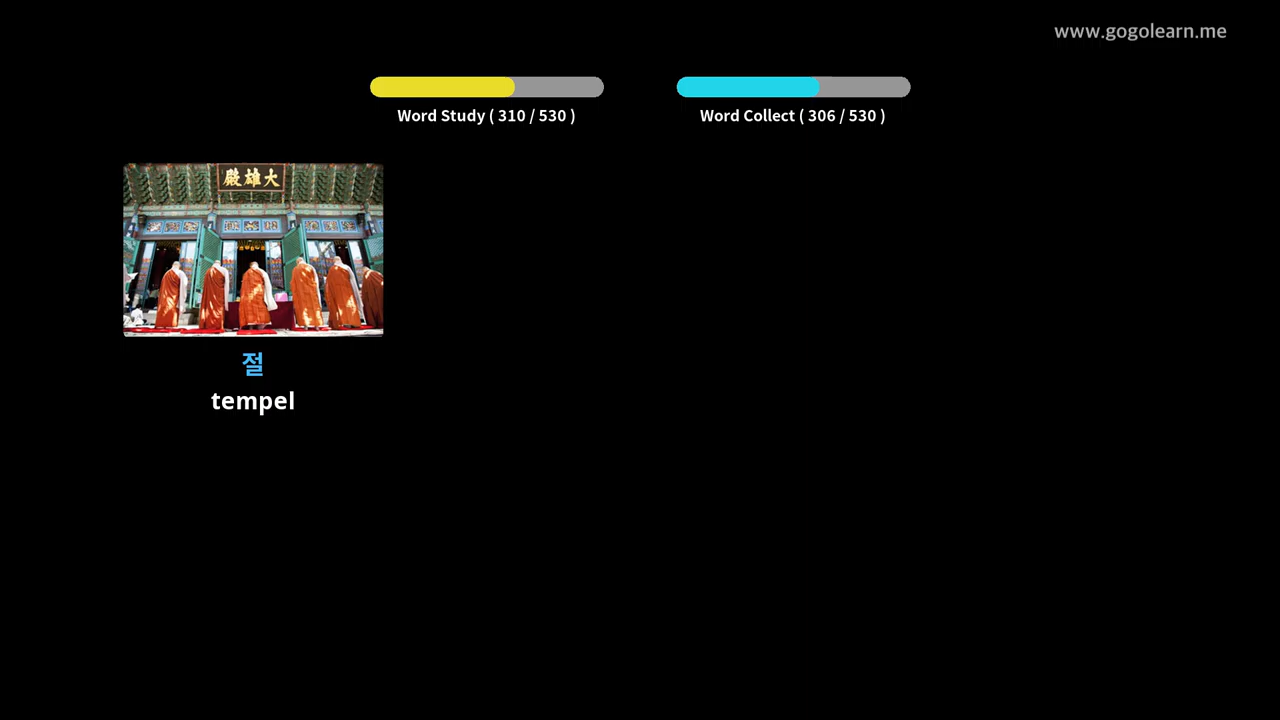 www.gogolearn.me
Word Study ( 310 / 530 )
Word Collect ( 306 / 530 )
殿雄大
절
tempel